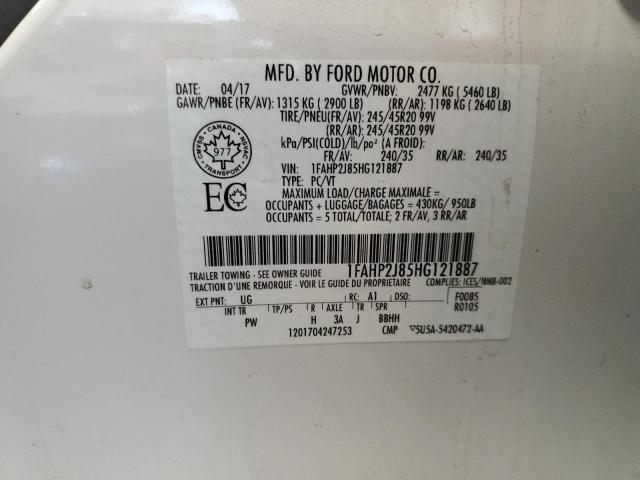 MFD. BY FORD MOTOR CO.
DATE: 04/17 GVWR/PNBV: 2477 KG ( 5460 LB)
GAWR/PNBE (FR/AV): 1315 KG ( 2900 LB) (RR/AR): 1198 KG ( 2640 LB)
TIRE/PNEU(FR/AV): 245/45R20 99V
(RR/AR): 245/45R20 99V
kPa/PSI(COLD)/lb/po² (A FROID):
FR/AV: 240/35 RR/AR: 240/35
VIN: 1FAHP2J85HG121887
TYPE: PC/VT
MAXIMUM LOAD/CHARGE MAXIMALE =
OCCUPANTS + LUGGAGE/BAGAGES = 430KG/ 950LB
OCCUPANTS = 5 TOTAL/TOTALE; 2 FR/AV, 3 RR/AR
CANADA
CMVSS NSVAC
977
TRANSPORT
EC
1FAHP2J85HG121887
TRAILER TOWING - SEE OWNER GUIDE
TRACTION D'UNE REMORQUE - VOIR LE GUIDE DU PROPRIETAIRE COMPLIES: ICES/NMB-002
EXT PNT: UG RC: A1 DSO: F0085
INT TR TP/PS R AXLE TR SPR R0105
PW H 3A J BBHH
1201704247253 CMP ▽5U5A-5420472-AA